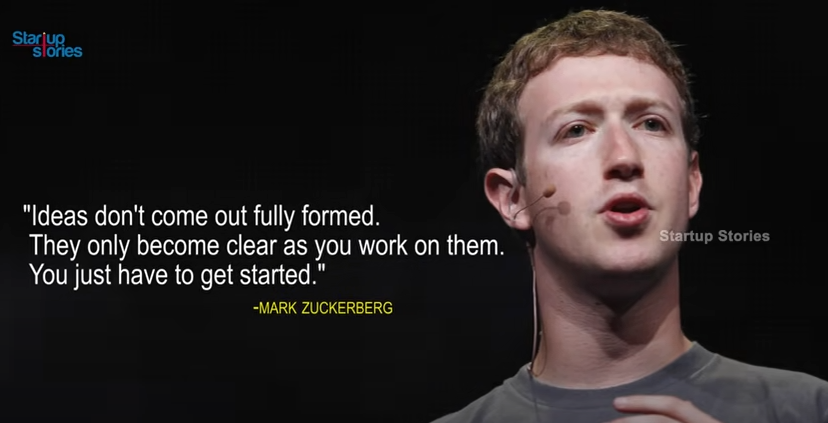 Startup
stories
"Ideas don't come out fully formed.
They only become clear as you work on them.
You just have to get started."
-MARK ZUCKERBERG
Startup Stories